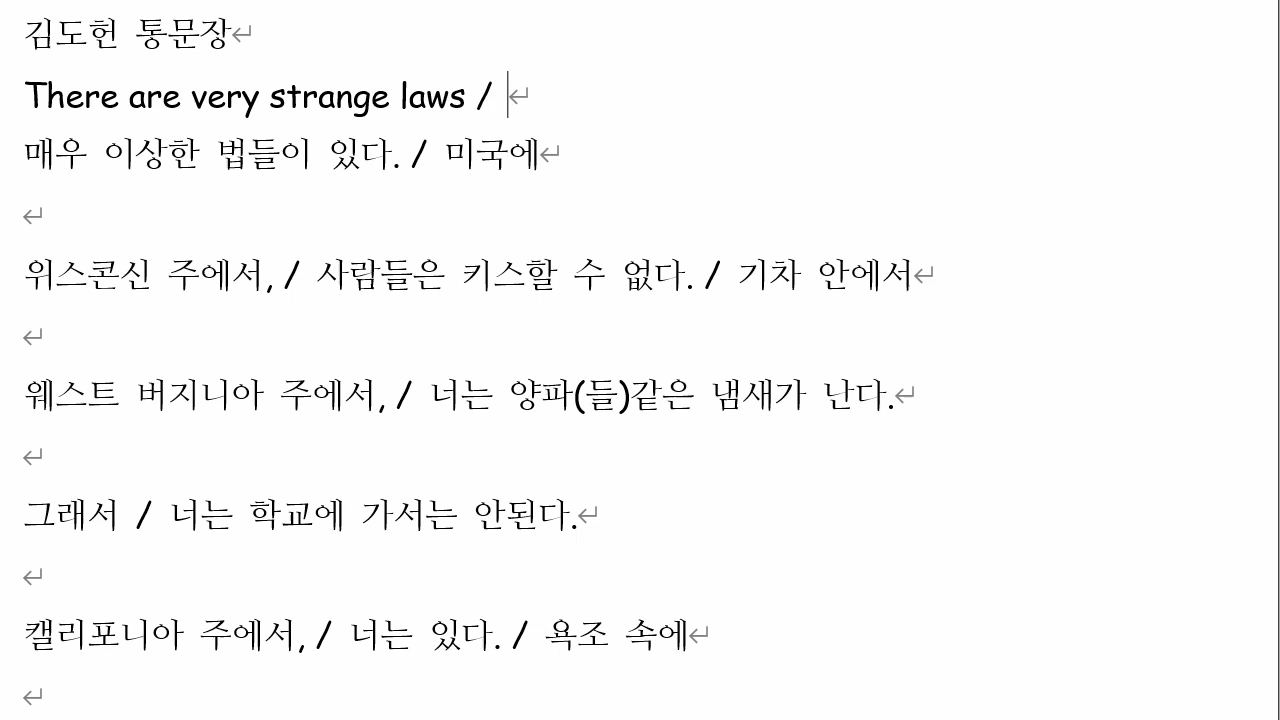 김도헌 통문장
There are very strange laws /
매우 이상한 법들이 있다. / 미국에
위스콘신 주에서, / 사람들은 키스할 수 없다. / 기차 안에서
웨스트 버지니아 주에서, / 너는 양파(들)같은 냄새가 난다.
그래서 / 너는 학교에 가서는 안된다.
캘리포니아 주에서, / 너는 있다. / 욕조 속에